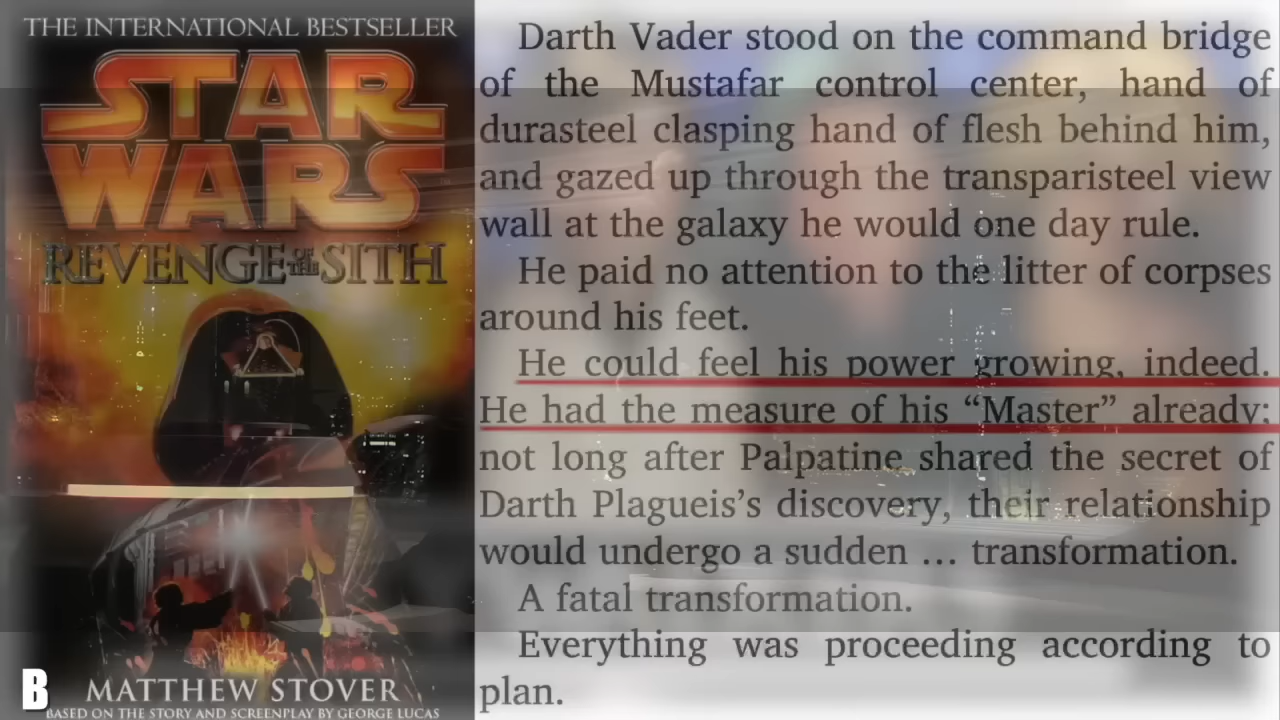 THE INTERNATIONAL BESTSELLER
STAR
WARS
REVENGE OF THE SITH
MATTHEW STOVER
BASED ON THE STORY AND SCREENPLAY BY GEORGE LUCAS
B
Darth Vader stood on the command bridge
of the Mustafar control center, hand of
durasteel clasping hand of flesh behind him,
and gazed up through the transparisteel view
wall at the galaxy he would one day rule.
He paid no attention to the litter of corpses
around his feet.
He could feel his power growing, indeed.
He had the measure of his “Master” already;
not long after Palpatine shared the secret of
Darth Plagueis’s discovery, their relationship
would undergo a sudden … transformation.
A fatal transformation.
Everything was proceeding according to
plan.